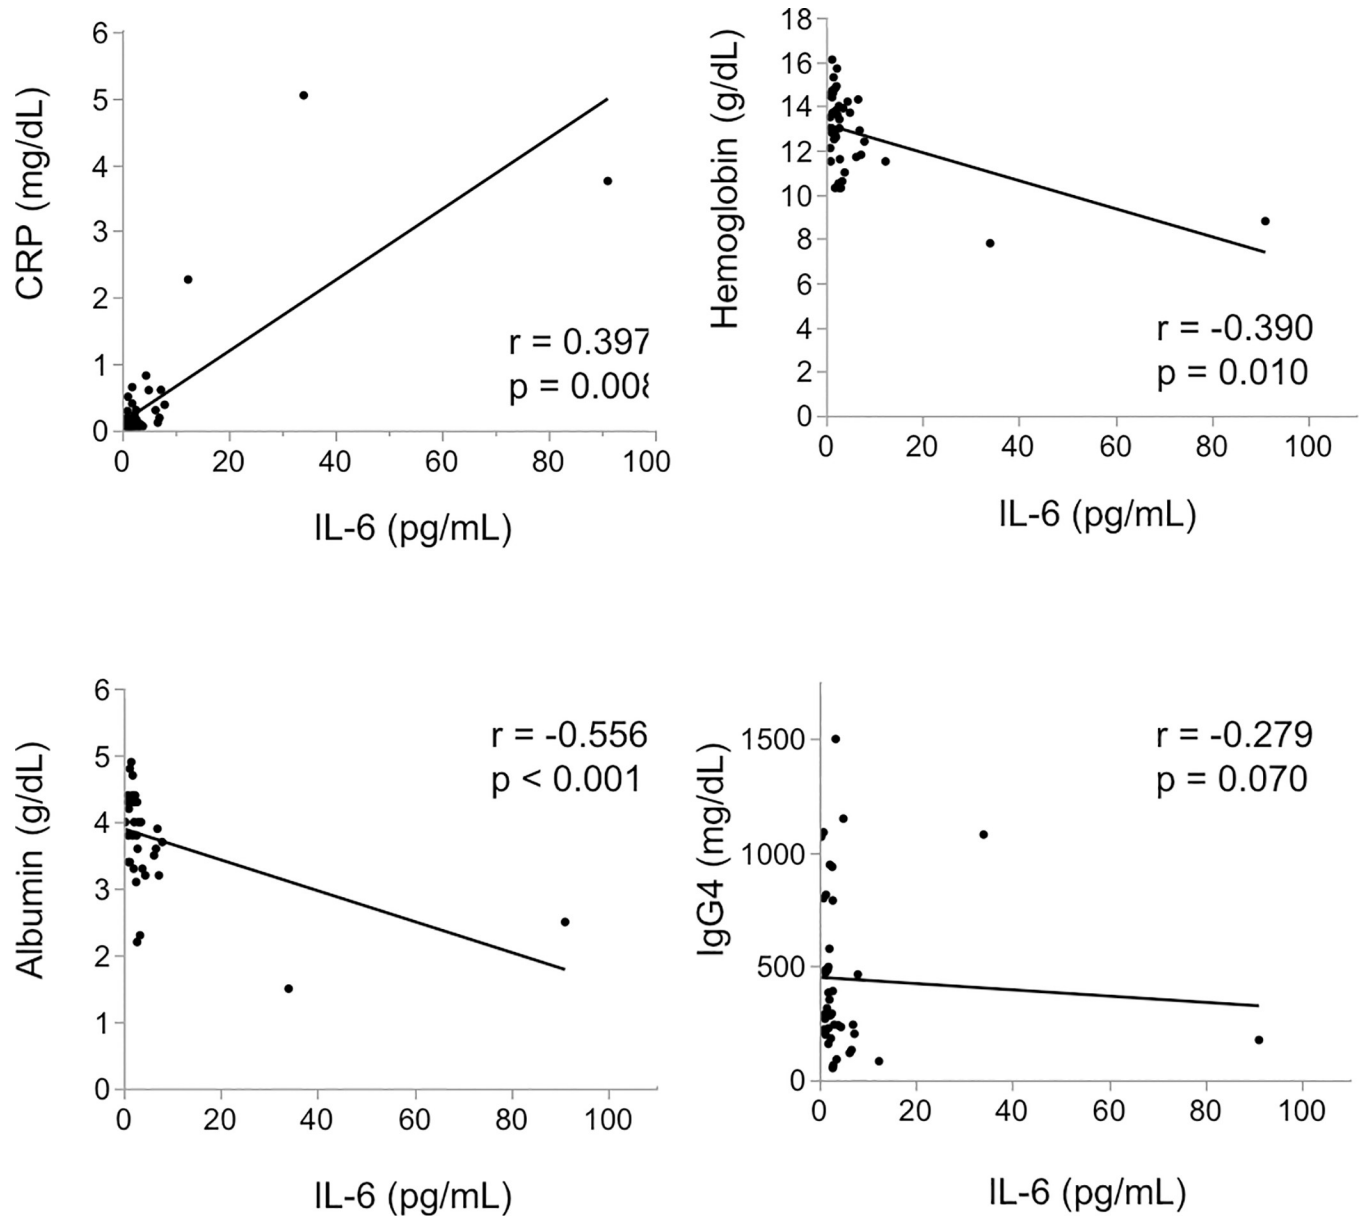 6
5
4
3
2
1
0
CRP (mg/dL)
r = 0.397
p = 0.008
0 20 40 60 80 100
IL-6 (pg/mL)
18
16
14
12
10
8
6
4
2
0
Hemoglobin (g/dL)
r = -0.390
p = 0.010
0 20 40 60 80 100
IL-6 (pg/mL)
6
5
4
3
2
1
0
Albumin (g/dL)
r = -0.556
p < 0.001
0 20 40 60 80 100
IL-6 (pg/mL)
1500
1000
500
0
IgG4 (mg/dL)
r = -0.279
p = 0.070
0 20 40 60 80 100
IL-6 (pg/mL)